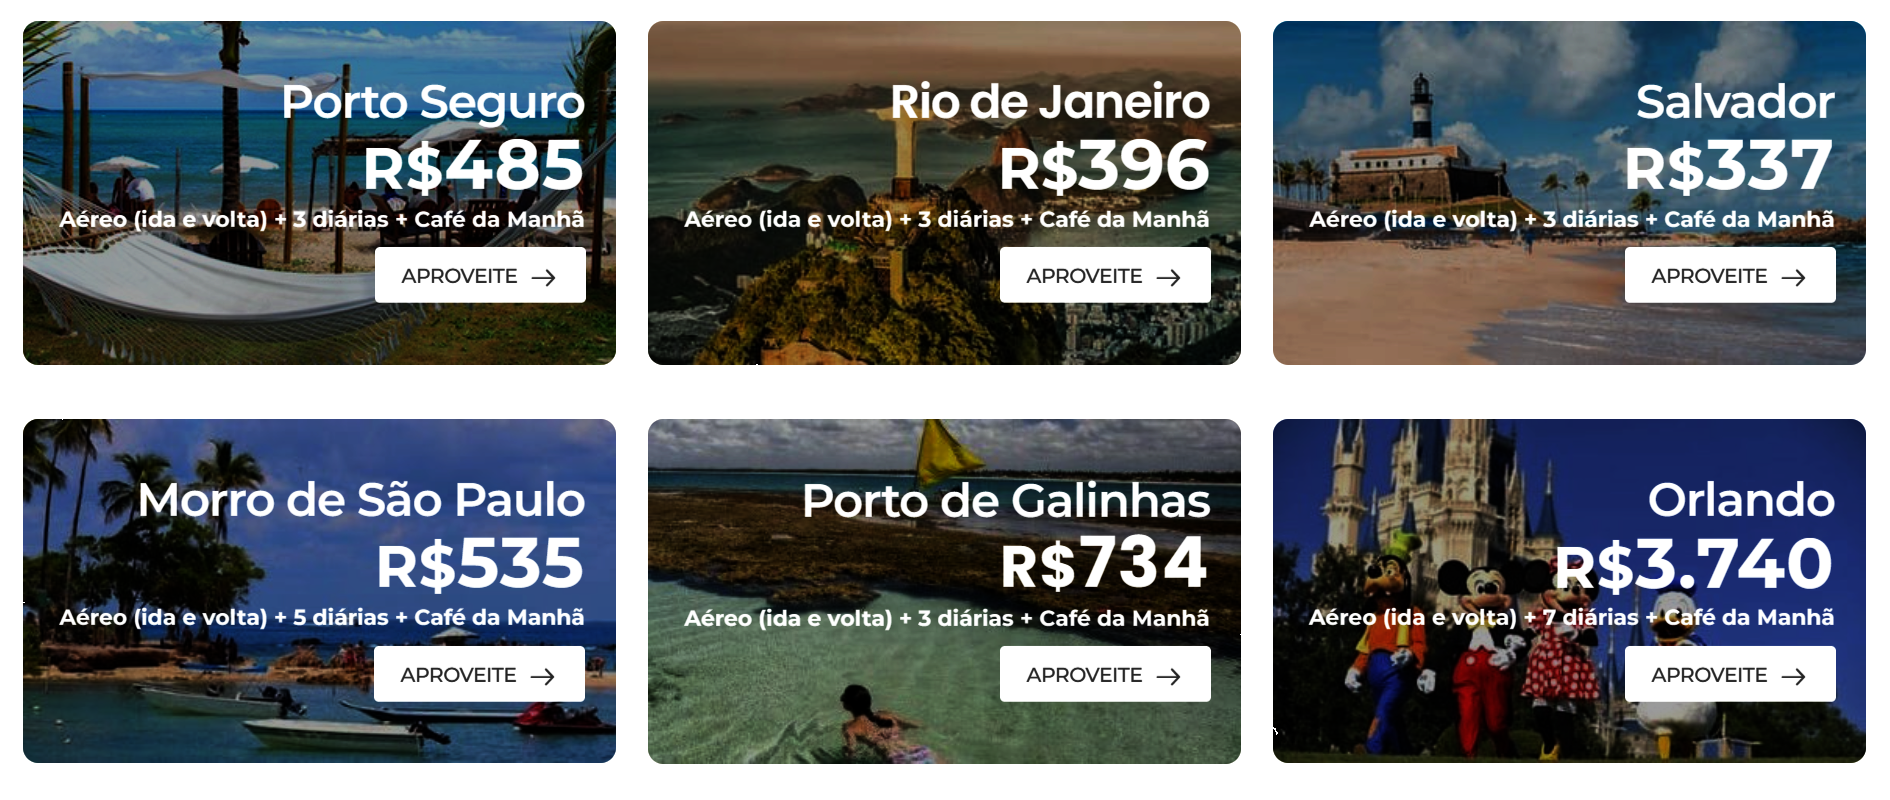 Porto Seguro
R$485
Aéreo (ida e volta) + 3 diárias + Café da Manhã
APROVEITE →
Rio de Janeiro
R$396
Aéreo (ida e volta) + 3 diárias + Café da Manhã
APROVEITE →
Salvador
R$337
Aéreo (ida e volta) + 3 diárias + Café da Manhã
APROVEITE →
Morro de São Paulo
R$535
Aéreo (ida e volta) + 5 diárias + Café da Manhã
APROVEITE →
Porto de Galinhas
R$734
Aéreo (ida e volta) + 3 diárias + Café da Manhã
APROVEITE →
Orlando
R$3.740
Aéreo (ida e volta) + 7 diárias + Café da Manhã
APROVEITE →